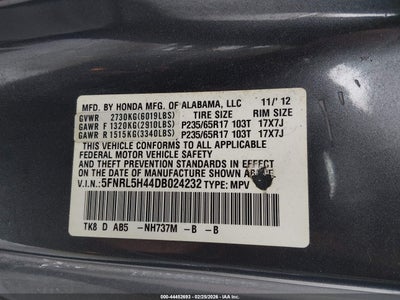 MFD. BY HONDA MFG. OF ALABAMA, LLC 11/'12
GVWR 2730KG(6019LBS) TIRE SIZE RIM SIZE
GAWR F 1320KG(2910LBS) P235/65R17 103T 17X7J
GAWR R 1515KG(3340LBS) P235/65R17 103T 17X7J
THIS VEHICLE CONFORMS TO ALL APPLICABLE
FEDERAL MOTOR VEHICLE SAFETY AND THEFT
PREVENTION STANDARDS IN EFFECT ON THE DATE
OF MANUFACTURE SHOWN ABOVE.
V.I.N.: 5FNRL5H44DB024232 TYPE: MPV
TK8 D AB5 -NH737M -B -B
000-44452693 - 02/25/2026 - IAAI.COM